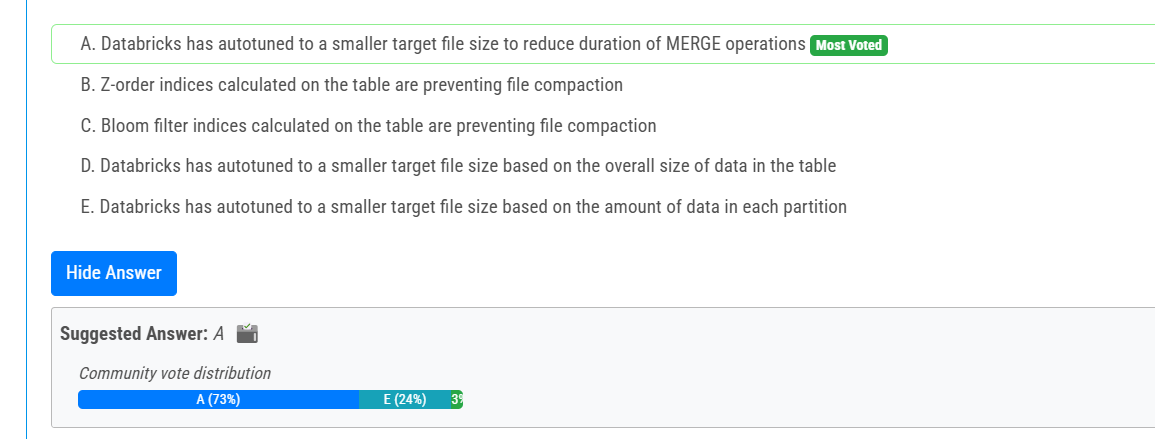 A. Databricks has autotuned to a smaller target file size to reduce duration of MERGE operations Most Voted
B. Z-order indices calculated on the table are preventing file compaction
C. Bloom filter indices calculated on the table are preventing file compaction
D. Databricks has autotuned to a smaller target file size based on the overall size of data in the table
E. Databricks has autotuned to a smaller target file size based on the amount of data in each partition
Hide Answer
Suggested Answer: A
Community vote distribution
A (73%) E (24%) 3%